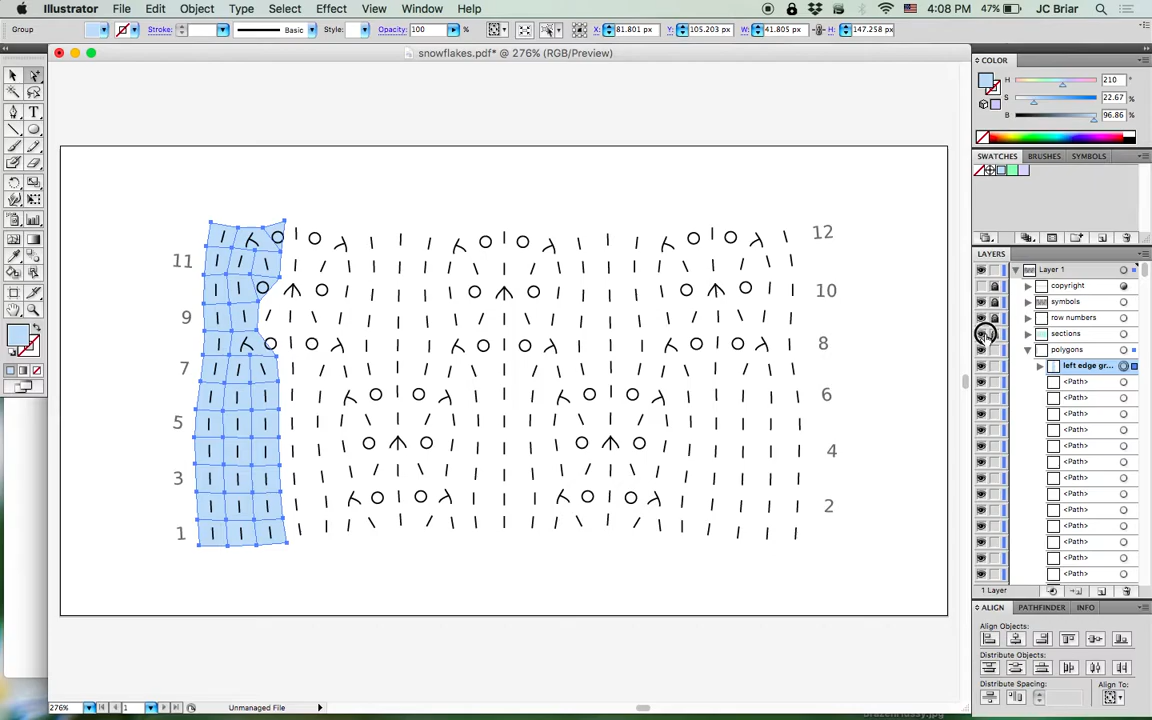 Illustrator File Edit Object Type Select Effect View Window Help 4:08 PM 47% JC Briar
Group Stroke: Basic Style: Opacity: 100 % X: 81.801 px Y: 105.203 px W: 41.805 px H: 147.258 px
snowflakes.pdf* @ 276% (RGB/Preview)
COLOR
H 210 °
S 22.67 %
B 96.86 %
SWATCHES BRUSHES SYMBOLS
LAYERS
Layer 1
copyright
symbols
row numbers
sections
polygons
left edge gr...
<Path>
<Path>
<Path>
<Path>
<Path>
<Path>
<Path>
<Path>
<Path>
<Path>
<Path>
<Path>
<Path>
1 Layer
12
11
10
9
8
7
6
5
4
3
2
1
ALIGN PATHFINDER INFO
Align Objects:
Distribute Objects:
Distribute Spacing: Align To:
276% 1 Unmanaged File